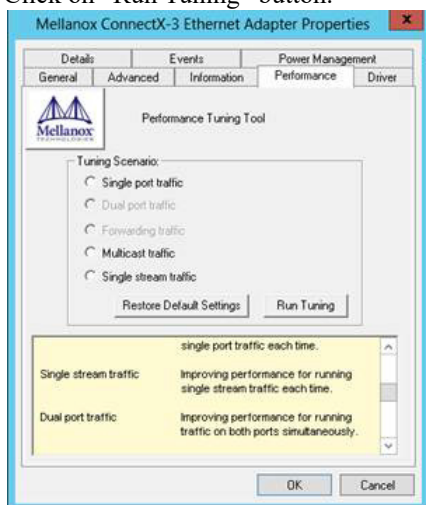 Click on "Run Tuning" button.
Mellanox ConnectX-3 Ethernet Adapter Properties
x
Details Events Power Management
General Advanced Information Performance Driver
Mellanox
TECHNOLOGIES
Performance Tuning Tool
Tuning Scenario:
Single port traffic
Dual port traffic
Forwarding traffic
Multicast traffic
Single stream traffic
Restore Default Settings Run Tuning
single port traffic each time.
Single stream traffic Improving performance for running
single stream traffic each time.
Dual port traffic Improving performance for running
traffic on both ports simultaneously.
OK Cancel